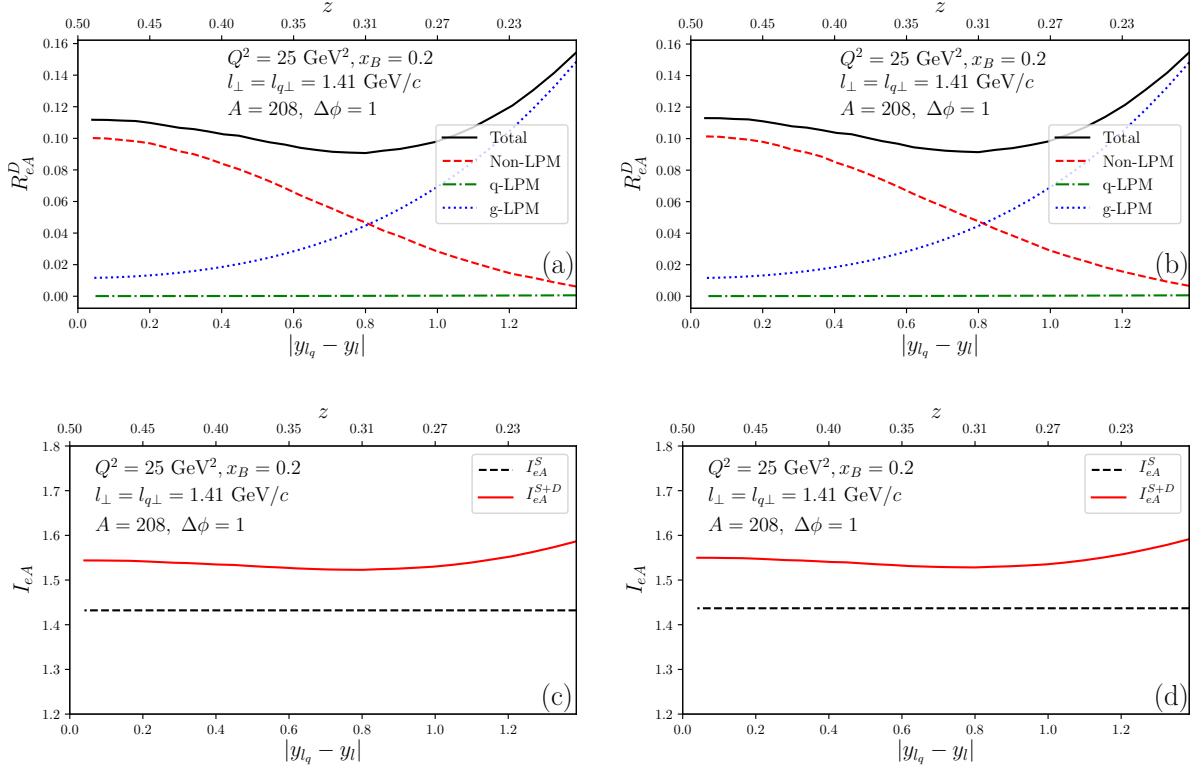 z
0.50 0.45 0.40 0.35 0.31 0.27 0.23
0.16
0.14
0.12
0.10
0.08
0.06
0.04
0.02
0.00
R_{eA}^{D}
Q^2 = 25 GeV^2, x_B = 0.2
l_⊥ = l_{q⊥} = 1.41 GeV/c
A = 208, Δϕ = 1
Total
Non-LPM
q-LPM
g-LPM
(a)
0.0 0.2 0.4 0.6 0.8 1.0 1.2
|y_{l_q} − y_l|
z
0.50 0.45 0.40 0.35 0.31 0.27 0.23
0.16
0.14
0.12
0.10
0.08
0.06
0.04
0.02
0.00
R_{eA}^{D}
Q^2 = 25 GeV^2, x_B = 0.2
l_⊥ = l_{q⊥} = 1.41 GeV/c
A = 208, Δϕ = 1
Total
Non-LPM
q-LPM
g-LPM
(b)
0.0 0.2 0.4 0.6 0.8 1.0 1.2
|y_{l_q} − y_l|
z
0.50 0.45 0.40 0.35 0.31 0.27 0.23
1.8
1.7
1.6
1.5
1.4
1.3
1.2
I_{eA}
Q^2 = 25 GeV^2, x_B = 0.2
l_⊥ = l_{q⊥} = 1.41 GeV/c
A = 208, Δϕ = 1
I_{eA}^{S}
I_{eA}^{S+D}
(c)
0.0 0.2 0.4 0.6 0.8 1.0 1.2
|y_{l_q} − y_l|
z
0.50 0.45 0.40 0.35 0.31 0.27 0.23
1.8
1.7
1.6
1.5
1.4
1.3
1.2
I_{eA}
Q^2 = 25 GeV^2, x_B = 0.2
l_⊥ = l_{q⊥} = 1.41 GeV/c
A = 208, Δϕ = 1
I_{eA}^{S}
I_{eA}^{S+D}
(d)
0.0 0.2 0.4 0.6 0.8 1.0 1.2
|y_{l_q} − y_l|